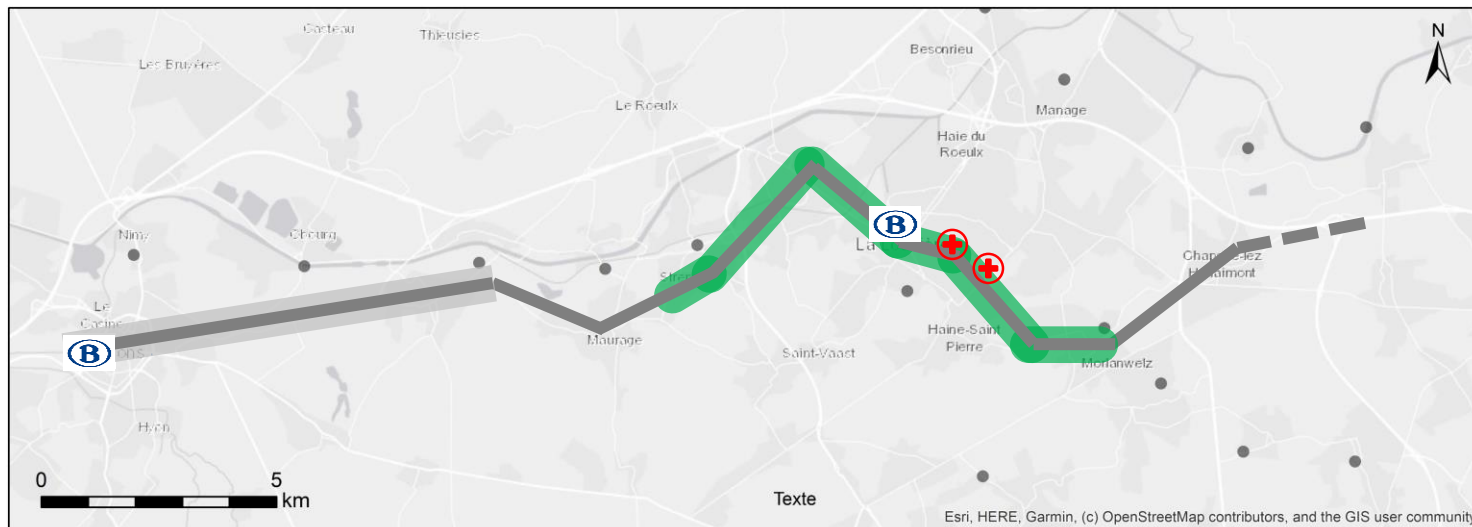 Casteau
Thieusies
Besonrieu
N
Les Bruyères
Le Roeulx
Manage
Haie du
Roeulx
Nimy
Obourg
B
La
Le
Maurage
B
Haine-Saint
Pierre
Saint-Vaast
Morlanwelz
Hyon
0 5
km
Texte
Esri, HERE, Garmin, (c) OpenStreetMap contributors, and the GIS user community